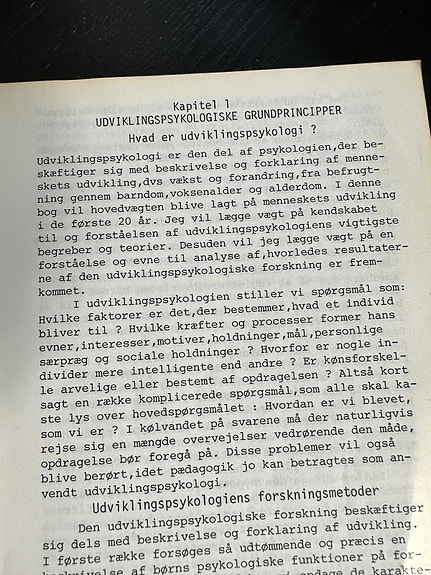 Kapitel 1
UDVIKLINGSPSYKOLOGISKE GRUNDPRINCIPPER
Hvad er udviklingspsykologi ?
Udviklingspsykologi er den del af psykologien,der be-
skæftiger sig med beskrivelse og forklaring af menne-
skets udvikling,dvs vækst og forandring,fra befrugt-
ning gennem barndom,voksenalder og alderdom. I denne
bog vil hovedvægten blive lagt på menneskets udvikling
i de første 20 år. Jeg vil lægge vægt på kendskabet
til og forståelsen af udviklingspsykologiens vigtigste
begreber og teorier. Desuden vil jeg lægge vægt på en
forståelse og evne til analyse af,hvorledes resultater-
ne af den udviklingspsykologiske forskning er frem-
kommet.
I udviklingspsykologien stiller vi spørgsmål som:
Hvilke faktorer er det,der bestemmer,hvad et individ
bliver til ? Hvilke kræfter og processer former hans
evner,interesser,motiver,holdninger,mål,personlige
særpræg og sociale holdninger ? Hvorfor er nogle in-
divider mere intelligente end andre ? Er kønsforskel-
le arvelige eller bestemt af opdragelsen ? Altså kort
sagt en række komplicerede spørgsmål,som alle skal ka-
ste lys over hovedspørgsmålet : Hvordan er vi blevet,
som vi er ? I kølvandet på svarene må der naturligvis
rejse sig en mængde overvejelser vedrørende den måde,
opdragelse bør foregå på. Disse problemer vil også
blive berørt,idet pædagogik jo kan betragtes som an-
vendt udviklingspsykologi.
Udviklingspsykologiens forskningsmetoder
Den udviklingspsykologiske forskning beskæftiger
sig dels med beskrivelse og forklaring af udvikling.
I første række forsøges så udtømmende og præcis en
beskrivelse af børns psykologiske funktioner på for-
opdage de karakte-